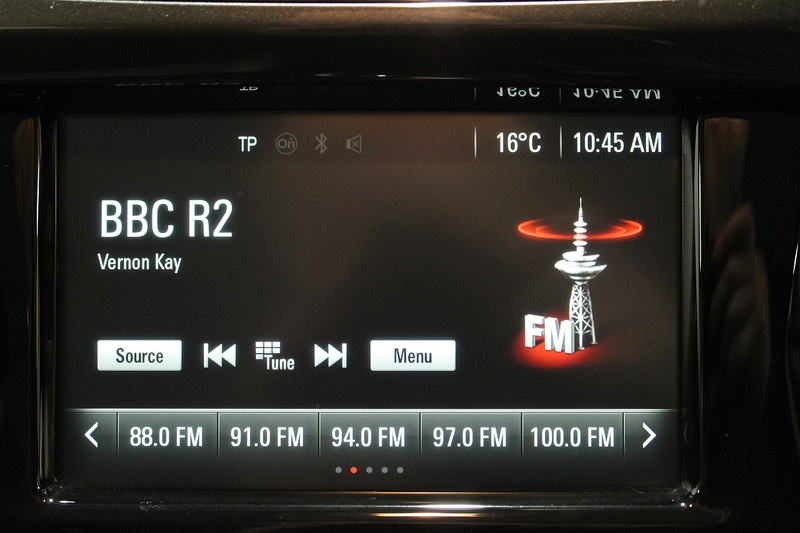 TP On 16°C 10:45 AM
BBC R2
Vernon Kay
FM
Source Tune Menu
88.0 FM 91.0 FM 94.0 FM 97.0 FM 100.0 FM